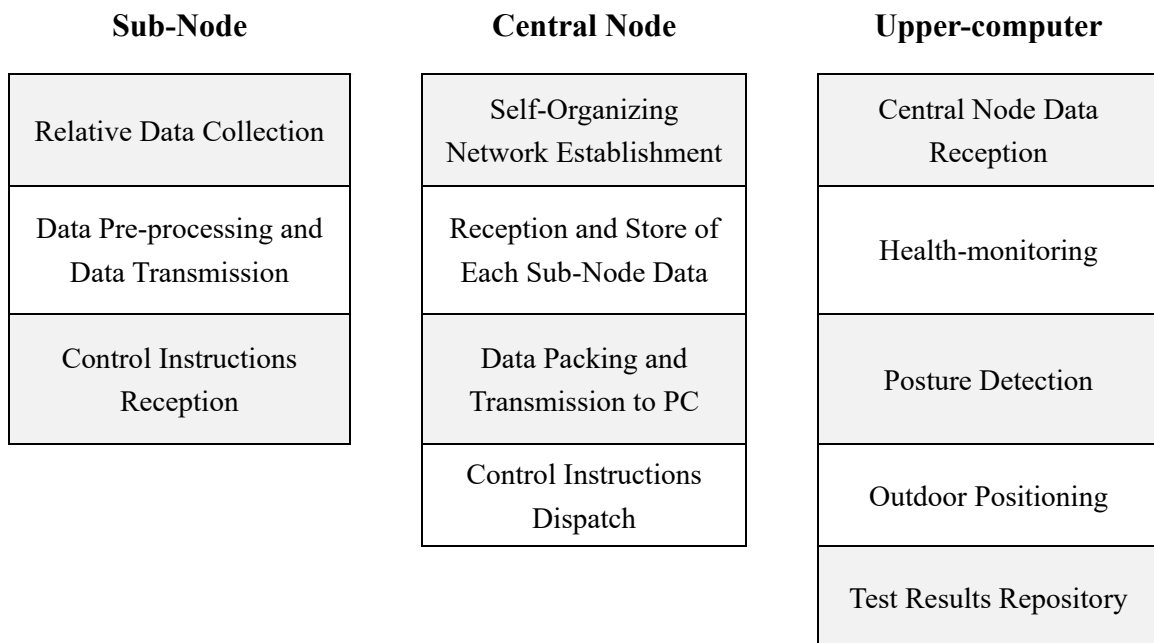 Sub-Node
Relative Data Collection
Data Pre-processing and
Data Transmission
Control Instructions
Reception
Central Node
Self-Organizing
Network Establishment
Reception and Store of
Each Sub-Node Data
Data Packing and
Transmission to PC
Control Instructions
Dispatch
Upper-computer
Central Node Data
Reception
Health-monitoring
Posture Detection
Outdoor Positioning
Test Results Repository